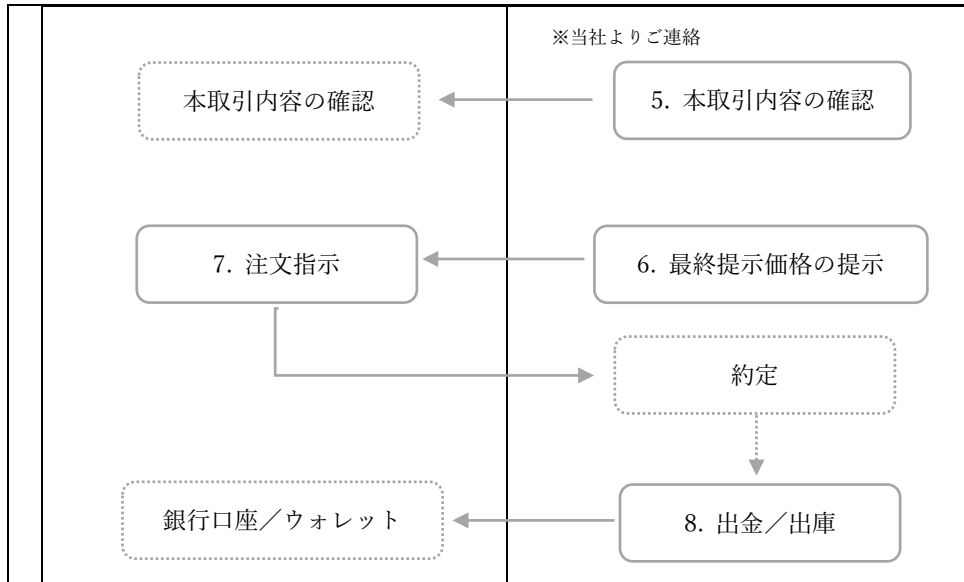 ※当社よりご連絡
本取引内容の確認
5. 本取引内容の確認
7. 注文指示
6. 最終提示価格の提示
約定
銀行口座／ウォレット
8. 出金／出庫